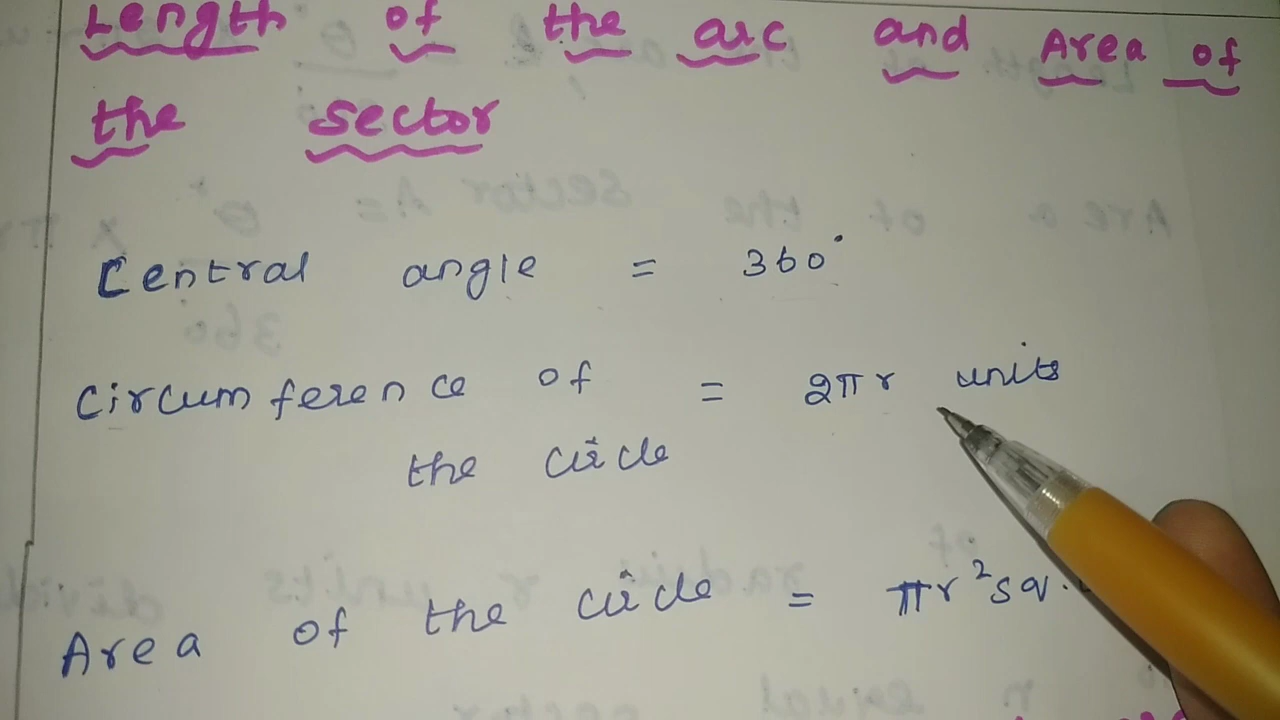 Length of the arc and Area of
the sector
Central angle = 360°
Circumference of = 2πr units
the circle
Area of the circle = πr² sq.